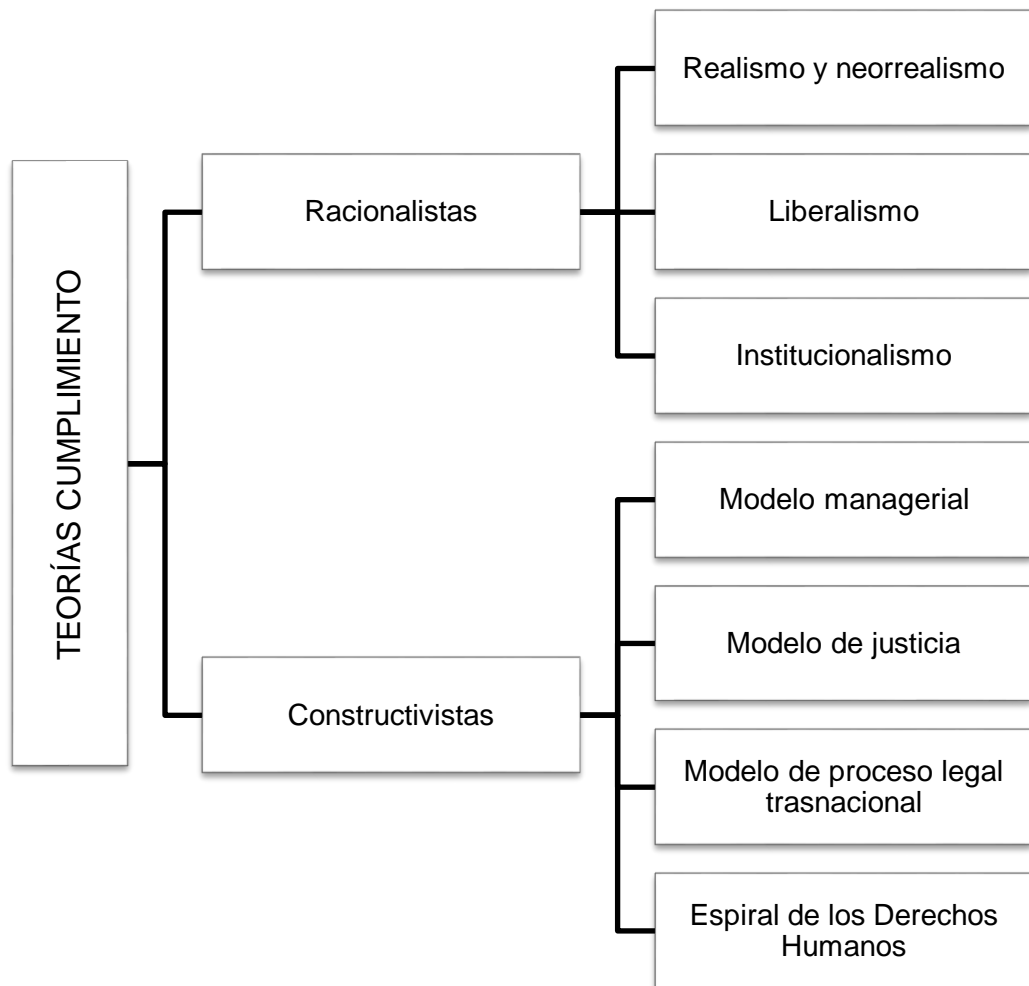 TEORÍAS CUMPLIMIENTO
Racionalistas
Realismo y neorrealismo
Liberalismo
Institucionalismo
Constructivistas
Modelo managerial
Modelo de justicia
Modelo de proceso legal
trasnacional
Espiral de los Derechos
Humanos